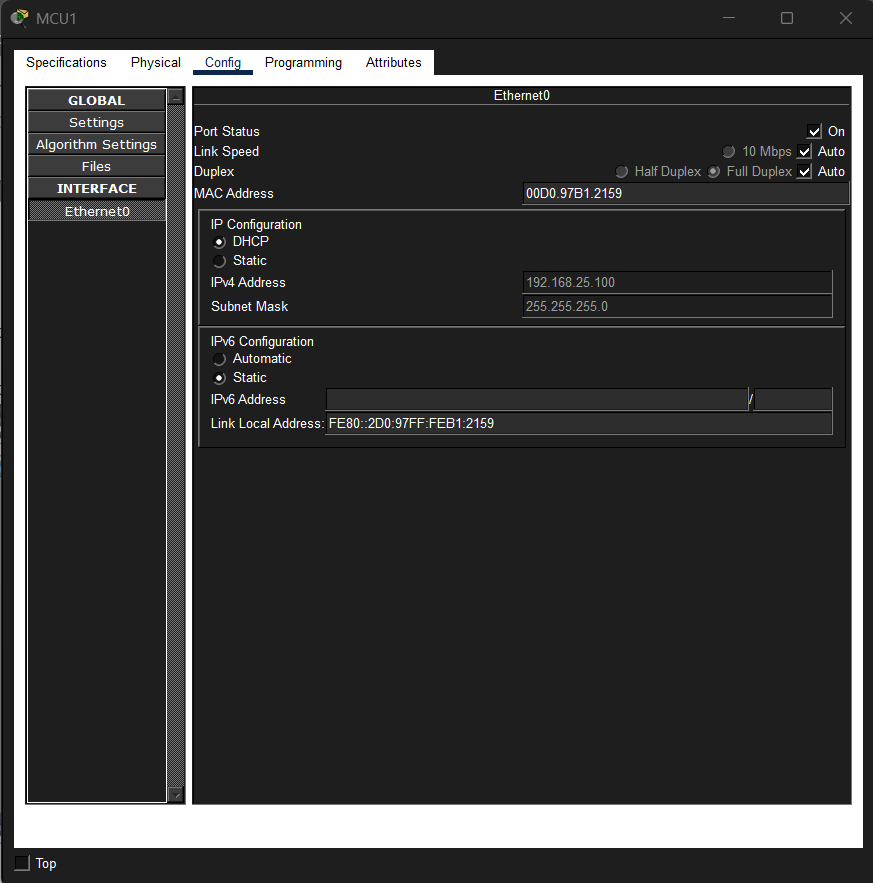 MCU1
Specifications Physical Config Programming Attributes
GLOBAL
Settings
Algorithm Settings
Files
INTERFACE
Ethernet0
Ethernet0
Port Status On
Link Speed 10 Mbps Auto
Duplex Half Duplex Full Duplex Auto
MAC Address 00D0.97B1.2159
IP Configuration
DHCP
Static
IPv4 Address 192.168.25.100
Subnet Mask 255.255.255.0
IPv6 Configuration
Automatic
Static
IPv6 Address /
Link Local Address: FE80::2D0:97FF:FEB1:2159
Top